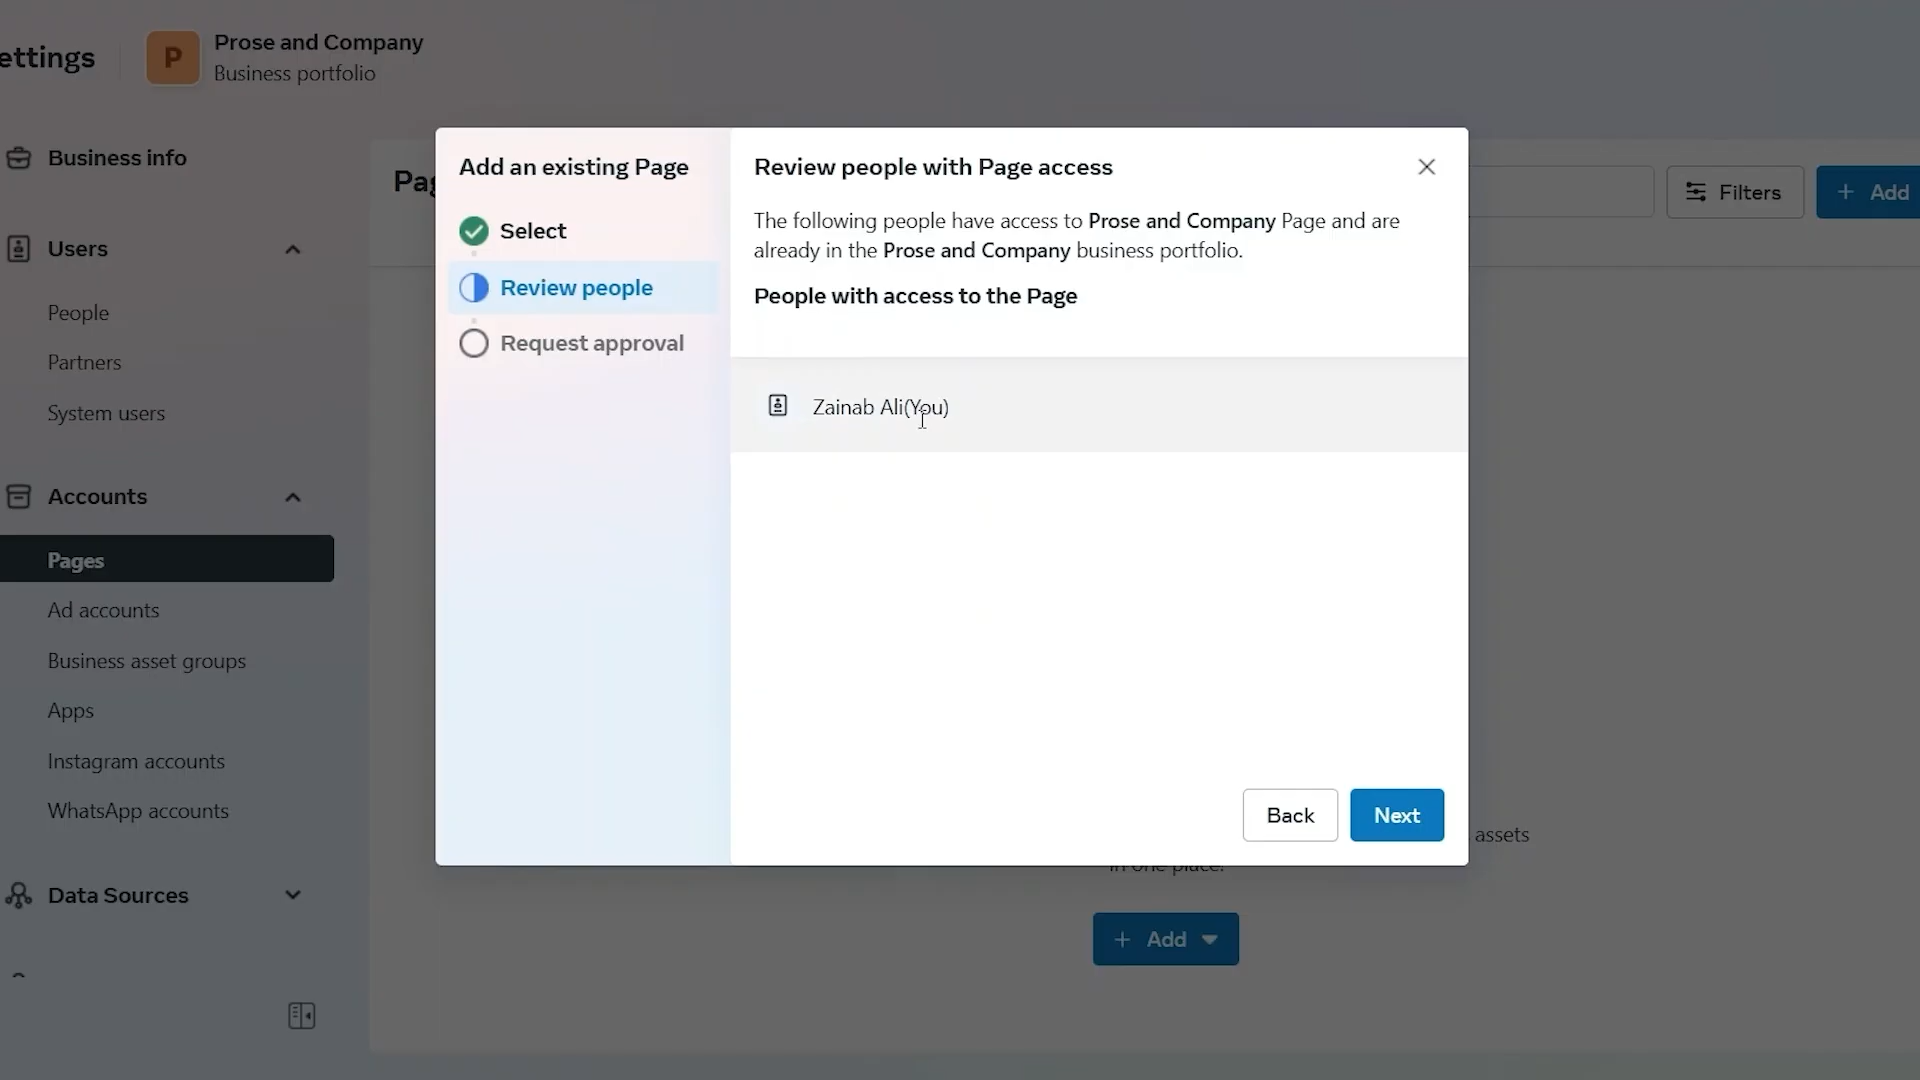 ettings
P
Prose and Company
Business portfolio
Business info
Users
People
Partners
System users
Accounts
Pages
Ad accounts
Business asset groups
Apps
Instagram accounts
WhatsApp accounts
Data Sources
Pag
Filters
+ Add
Add an existing Page
Select
Review people
Request approval
Review people with Page access
The following people have access to Prose and Company Page and are
already in the Prose and Company business portfolio.
People with access to the Page
Zainab Ali(You)
Back
Next
assets
in one place.
+ Add